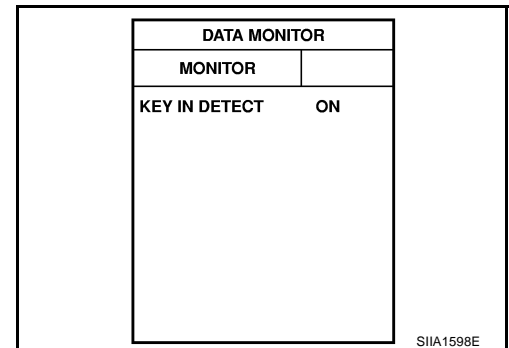 DATA MONITOR
MONITOR
KEY IN DETECT ON
SIIA1598E